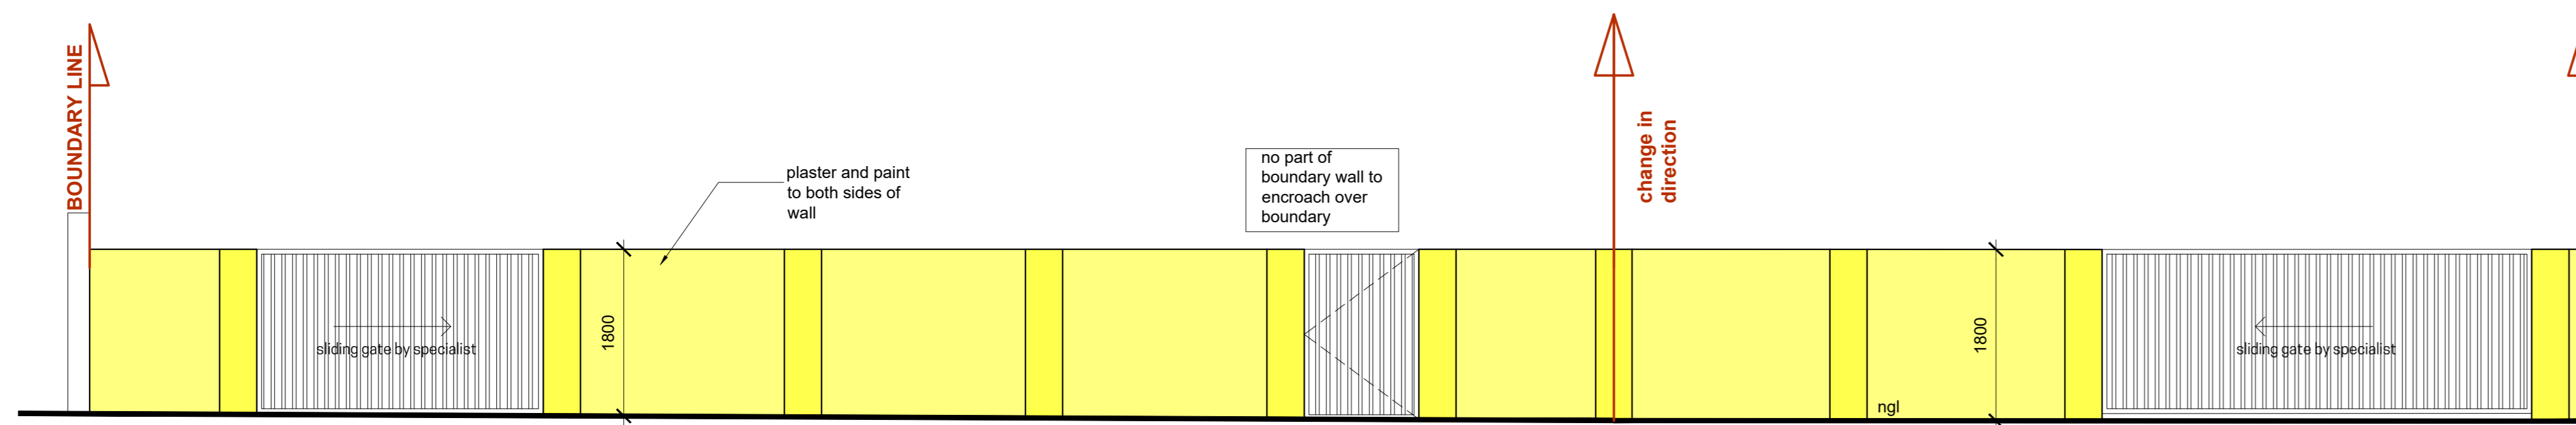 BOUNDARY LINE
plaster and paint
to both sides of
wall
no part of
boundary wall to
encroach over
boundary
change in
direction
sliding gate by specialist
1800
1800
ngl
sliding gate by specialist